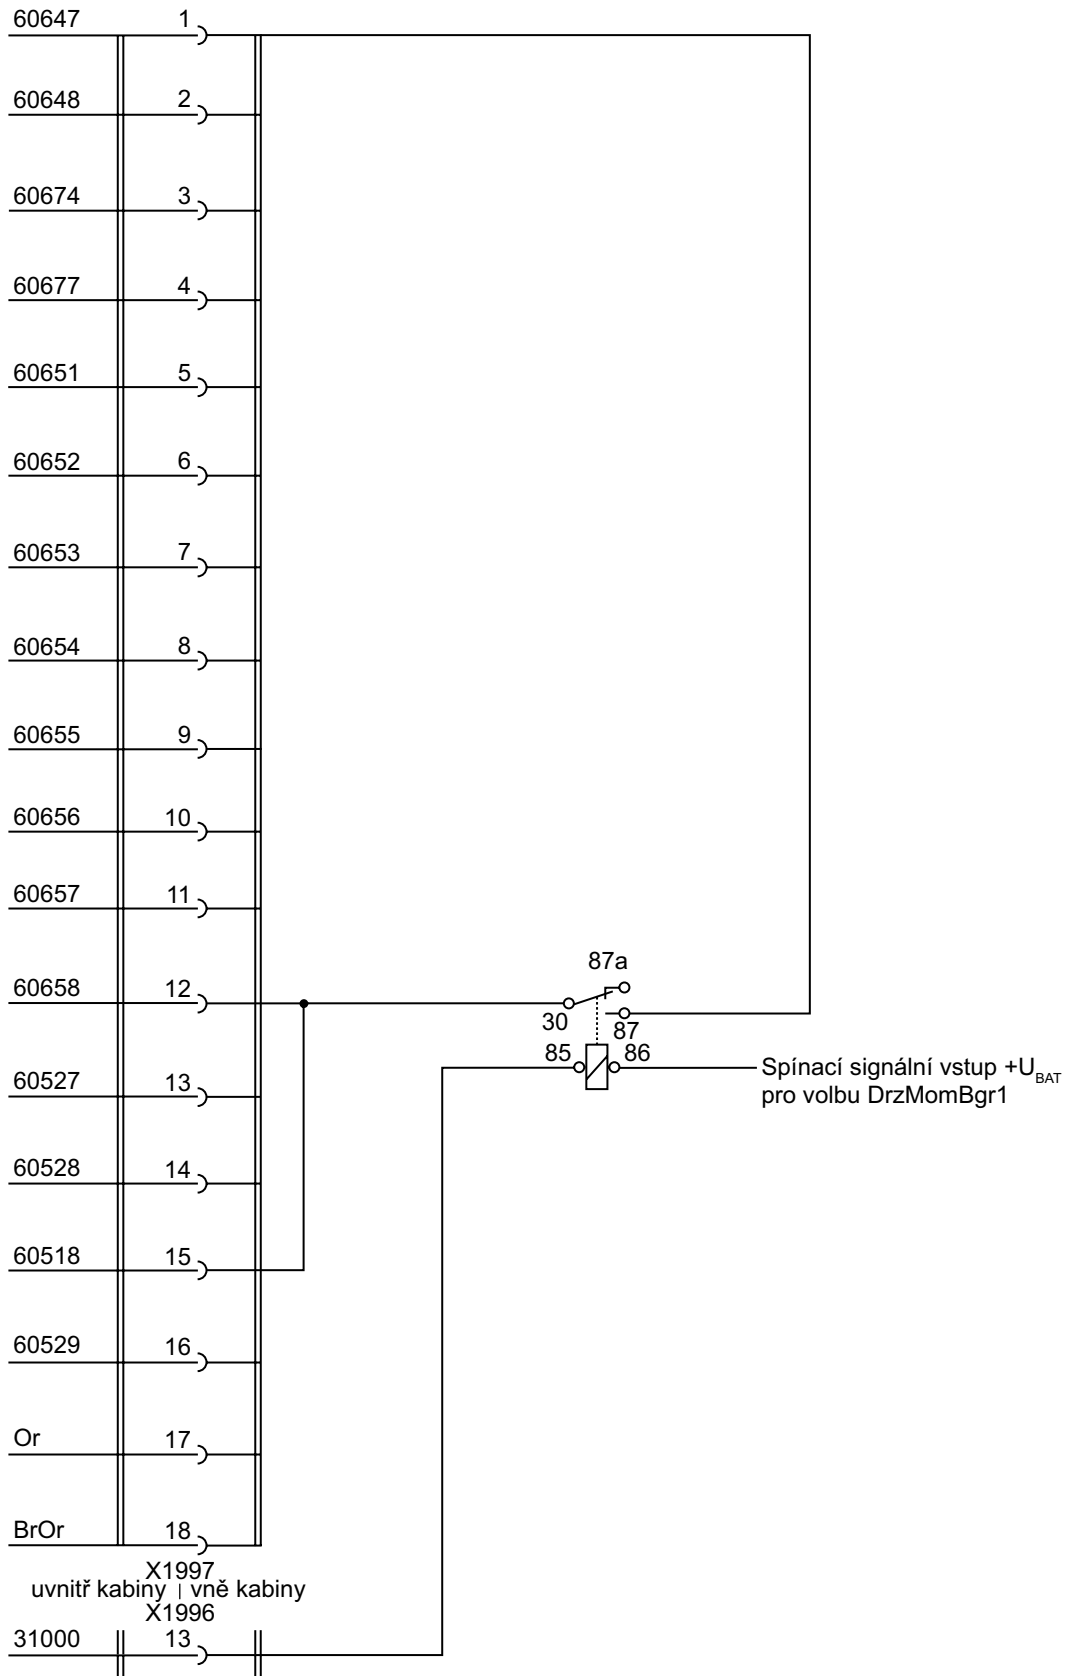 60647 1
60648 2
60674 3
60677 4
60651 5
60652 6
60653 7
60654 8
60655 9
60656 10
60657 11
87a
60658 12
30
87
85 86
Spínací signální vstup +UBAT
pro volbu DrzMomBgr1
60527 13
60528 14
60518 15
60529 16
Or 17
BrOr 18
X1997
uvnitř kabiny | vně kabiny
X1996
31000 13